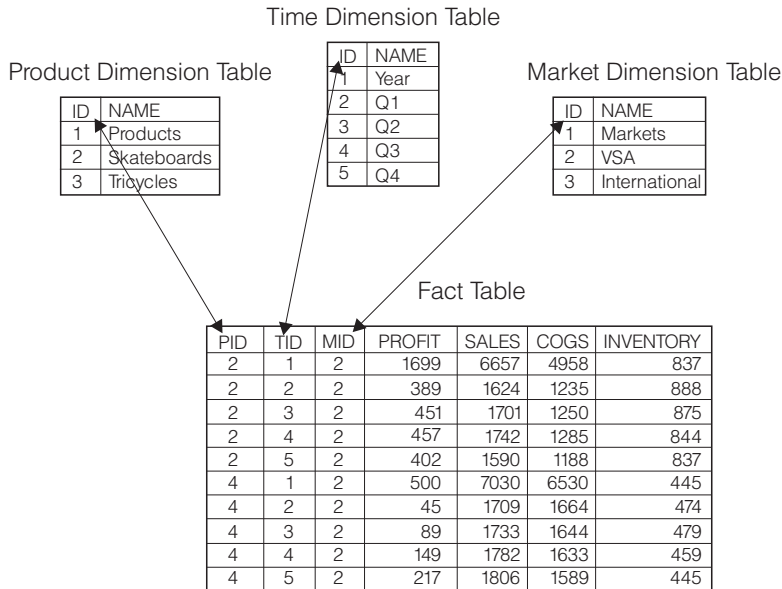 Time Dimension Table
ID NAME
1 Year
2 Q1
3 Q2
4 Q3
5 Q4
Product Dimension Table
ID NAME
1 Products
2 Skateboards
3 Tricycles
Market Dimension Table
ID NAME
1 Markets
2 VSA
3 International
Fact Table
PID TID MID PROFIT SALES COGS INVENTORY
2 1 2 1699 6657 4958 837
2 2 2 389 1624 1235 888
2 3 2 451 1701 1250 875
2 4 2 457 1742 1285 844
2 5 2 402 1590 1188 837
4 1 2 500 7030 6530 445
4 2 2 45 1709 1664 474
4 3 2 89 1733 1644 479
4 4 2 149 1782 1633 459
4 5 2 217 1806 1589 445